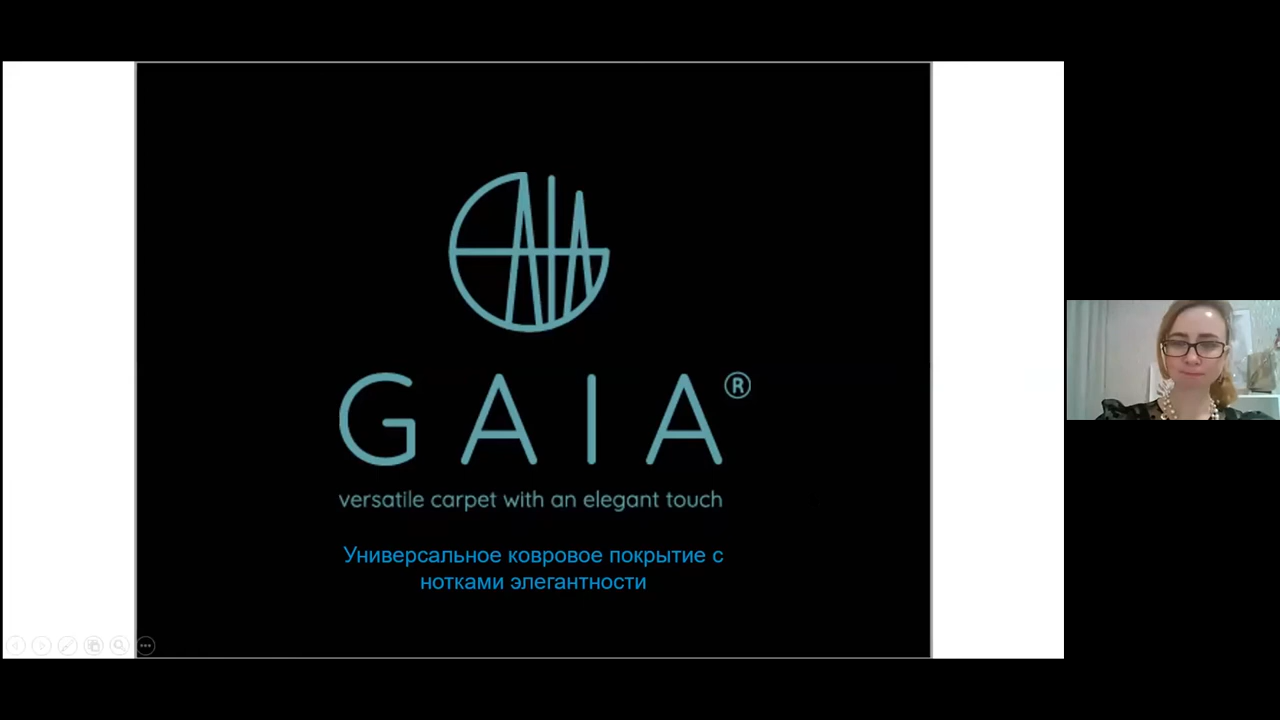 GAIA®
versatile carpet with an elegant touch
Универсальное ковровое покрытие с
нотками элегантности